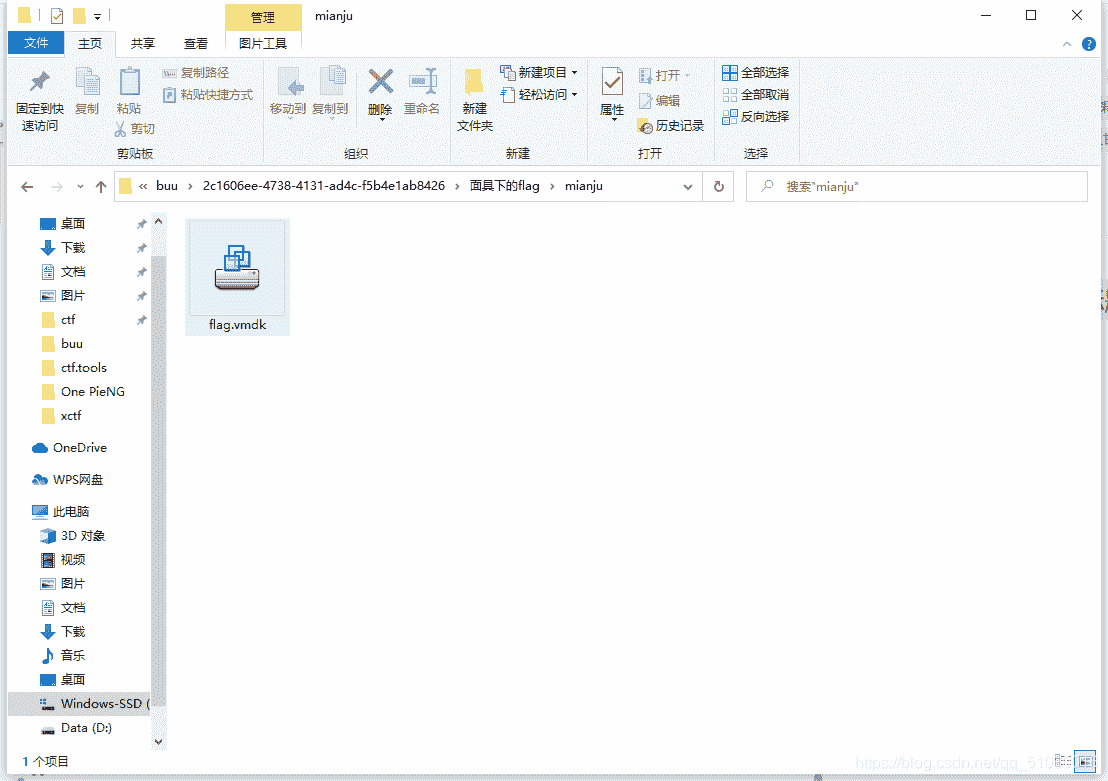 管理
mianju
文件
主页
共享
查看
图片工具
固定到快
速访问
复制
粘贴
复制路径
粘贴快捷方式
剪切
剪贴板
移动到
复制到
删除
重命名
组织
新建
文件夹
新建项目
轻松访问
新建
属性
打开
编辑
历史记录
打开
全部选择
全部取消
反向选择
选择
« buu › 2c1606ee-4738-4131-ad4c-f5b4e1ab8426 › 面具下的flag › mianju
搜索"mianju"
桌面
下载
文档
图片
ctf
buu
ctf.tools
One PieNG
xctf
OneDrive
WPS网盘
此电脑
3D 对象
视频
图片
文档
下载
音乐
桌面
Windows-SSD (
Data (D:)
flag.vmdk
1 个项目